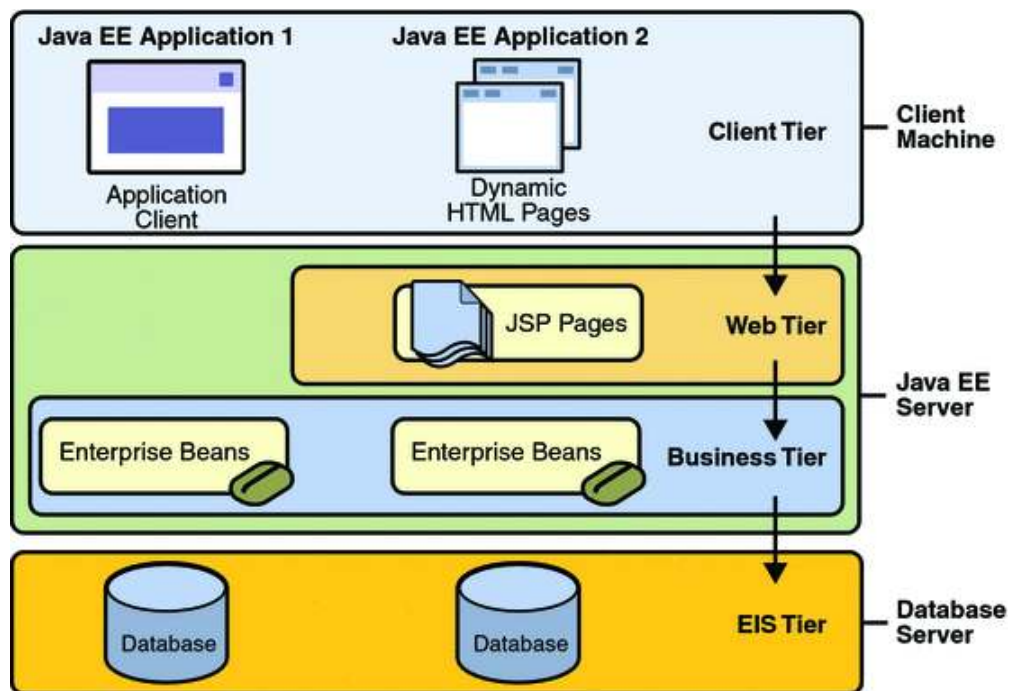 Java EE Application 1
Java EE Application 2
Application
Client
Dynamic
HTML Pages
Client Tier
Client
Machine
JSP Pages
Web Tier
Java EE
Server
Enterprise Beans
Enterprise Beans
Business Tier
Database
Database
EIS Tier
Database
Server